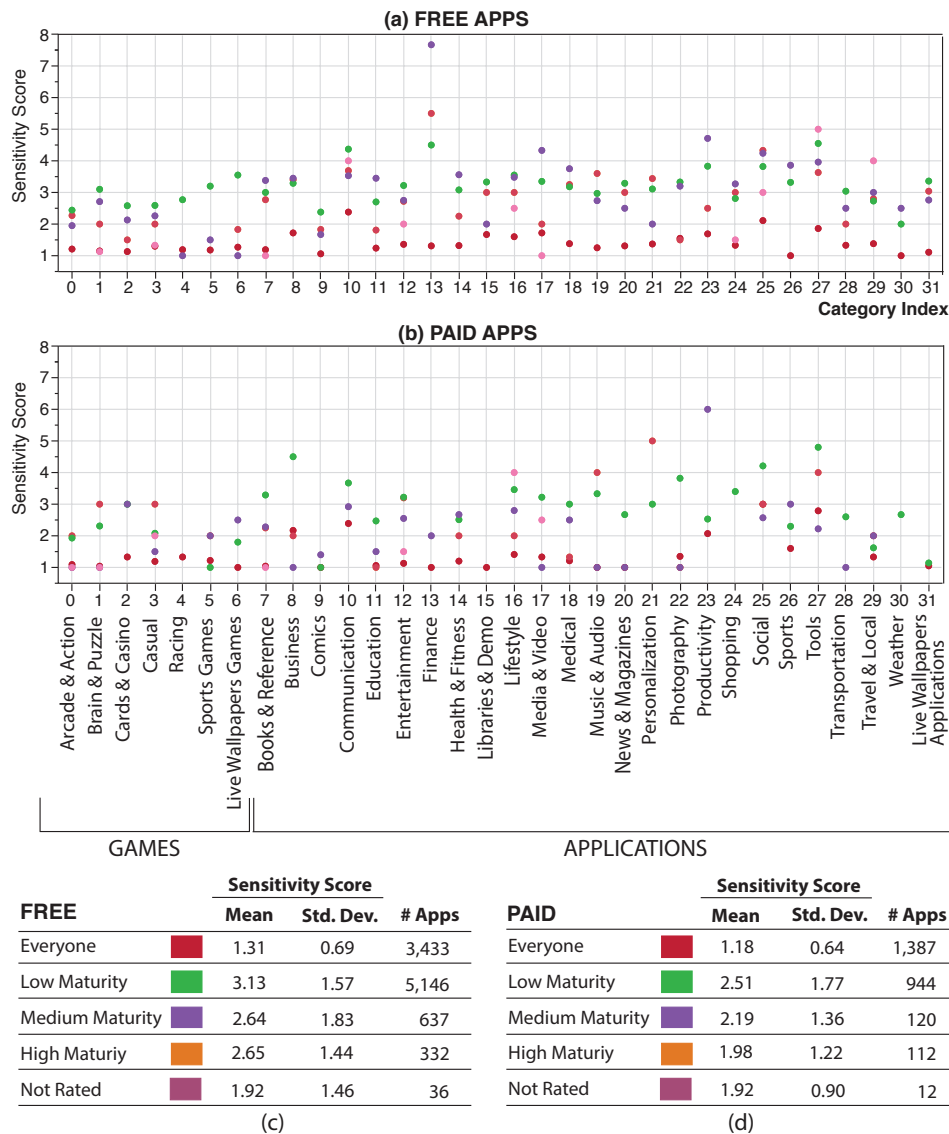 (a) FREE APPS
Sensitivity Score
8
7
6
5
4
3
2
1
0 1 2 3 4 5 6 7 8 9 10 11 12 13 14 15 16 17 18 19 20 21 22 23 24 25 26 27 28 29 30 31
Category Index
(b) PAID APPS
Sensitivity Score
8
7
6
5
4
3
2
1
0 1 2 3 4 5 6 7 8 9 10 11 12 13 14 15 16 17 18 19 20 21 22 23 24 25 26 27 28 29 30 31
Arcade & Action
Brain & Puzzle
Cards & Casino
Casual
Racing
Sports Games
Live Wallpapers Games
Books & Reference
Business
Comics
Communication
Education
Entertainment
Finance
Health & Fitness
Libraries & Demo
Lifestyle
Media & Video
Medical
Music & Audio
News & Magazines
Personalization
Photography
Productivity
Shopping
Social
Sports
Tools
Transportation
Travel & Local
Weather
Live Wallpapers
Applications
GAMES APPLICATIONS
Sensitivity Score
FREE Mean Std. Dev. # Apps
Everyone 1.31 0.69 3,433
Low Maturity 3.13 1.57 5,146
Medium Maturity 2.64 1.83 637
High Maturiy 2.65 1.44 332
Not Rated 1.92 1.46 36
(c)
Sensitivity Score
PAID Mean Std. Dev. # Apps
Everyone 1.18 0.64 1,387
Low Maturity 2.51 1.77 944
Medium Maturity 2.19 1.36 120
High Maturiy 1.98 1.22 112
Not Rated 1.92 0.90 12
(d)